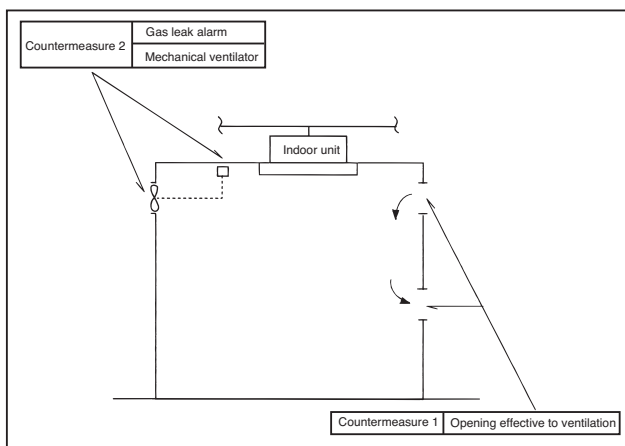 Countermeasure 2
Gas leak alarm
Mechanical ventilator
Indoor unit
Countermeasure 1
Opening effective to ventilation